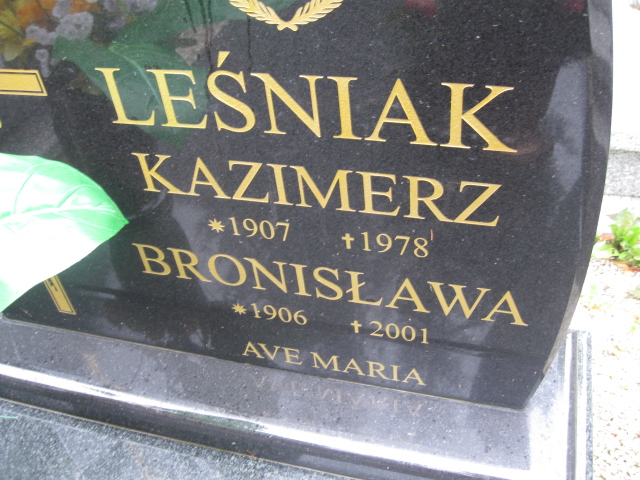 LEŚNIAK
KAZIMERZ
*1907 †1978
BRONISŁAWA
*1906 †2001
AVE MARIA